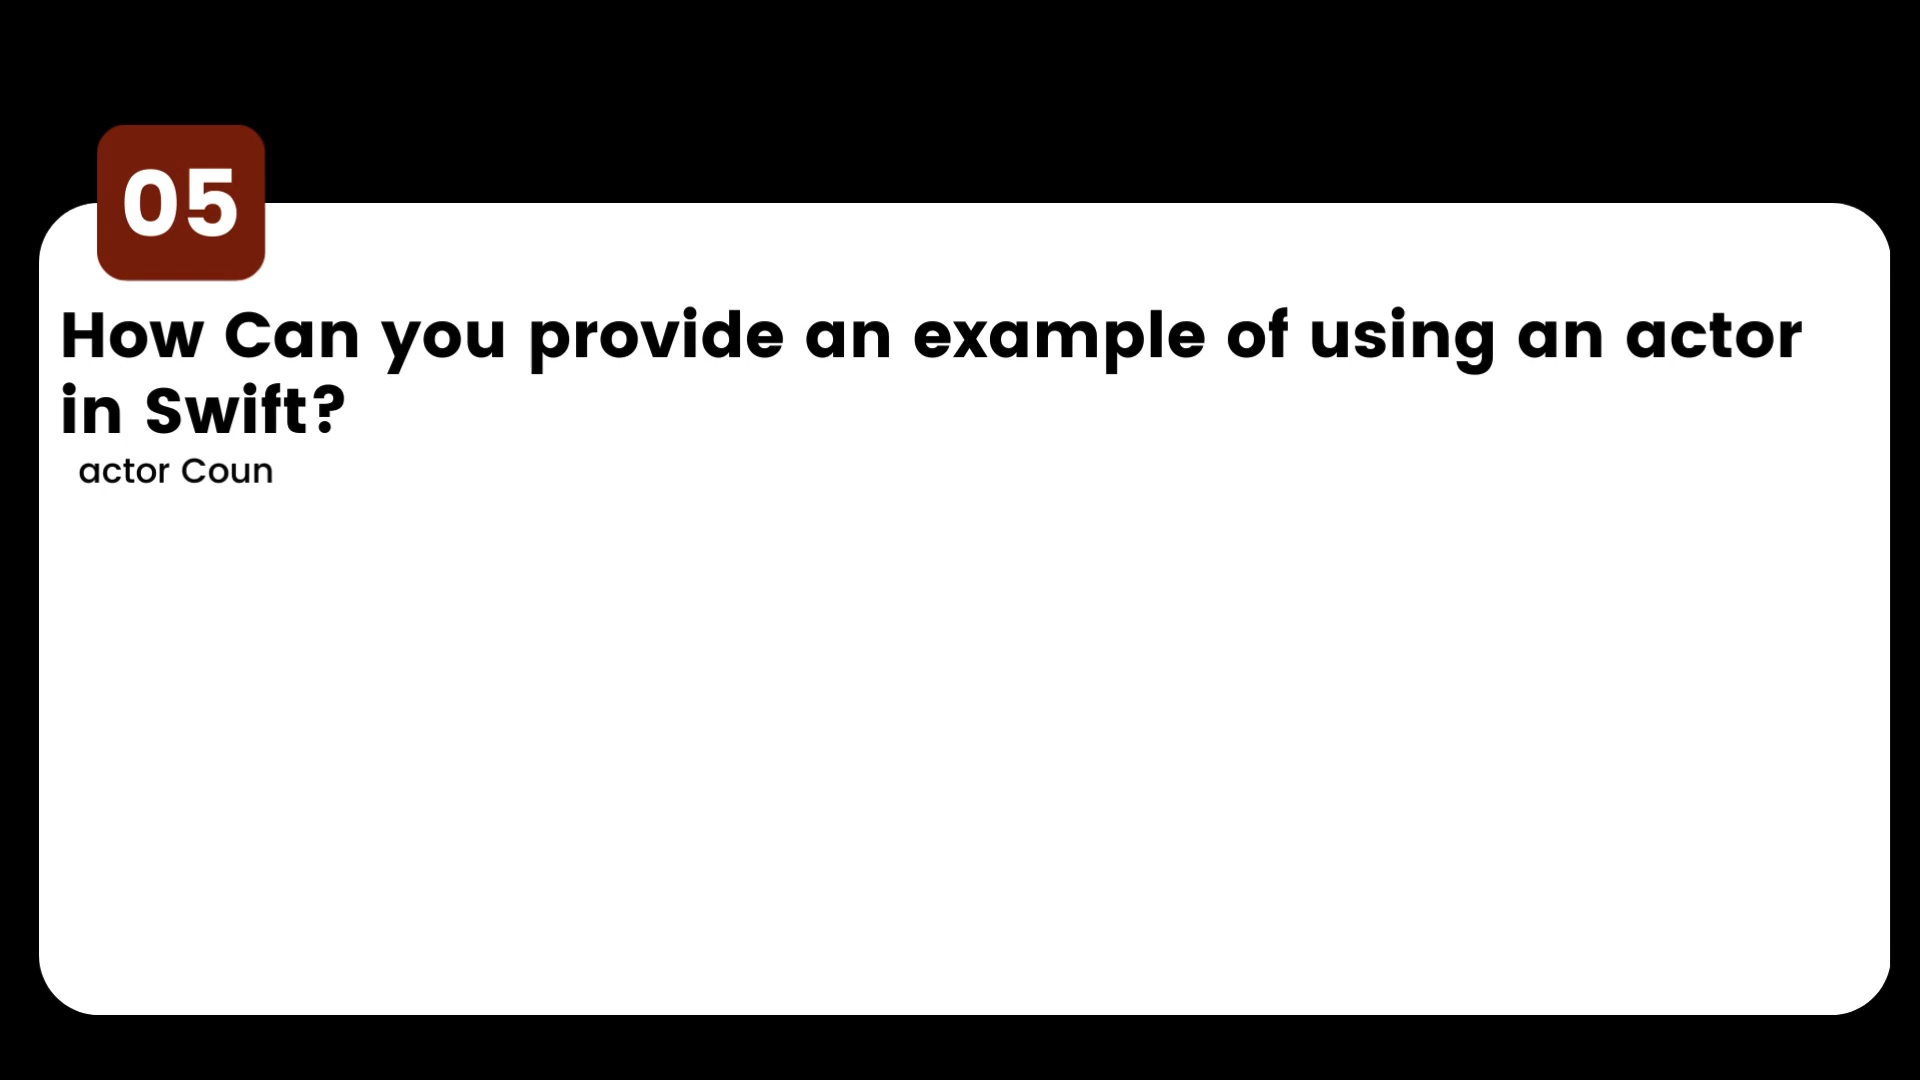 05
How Can you provide an example of using an actor
in Swift?
actor Coun